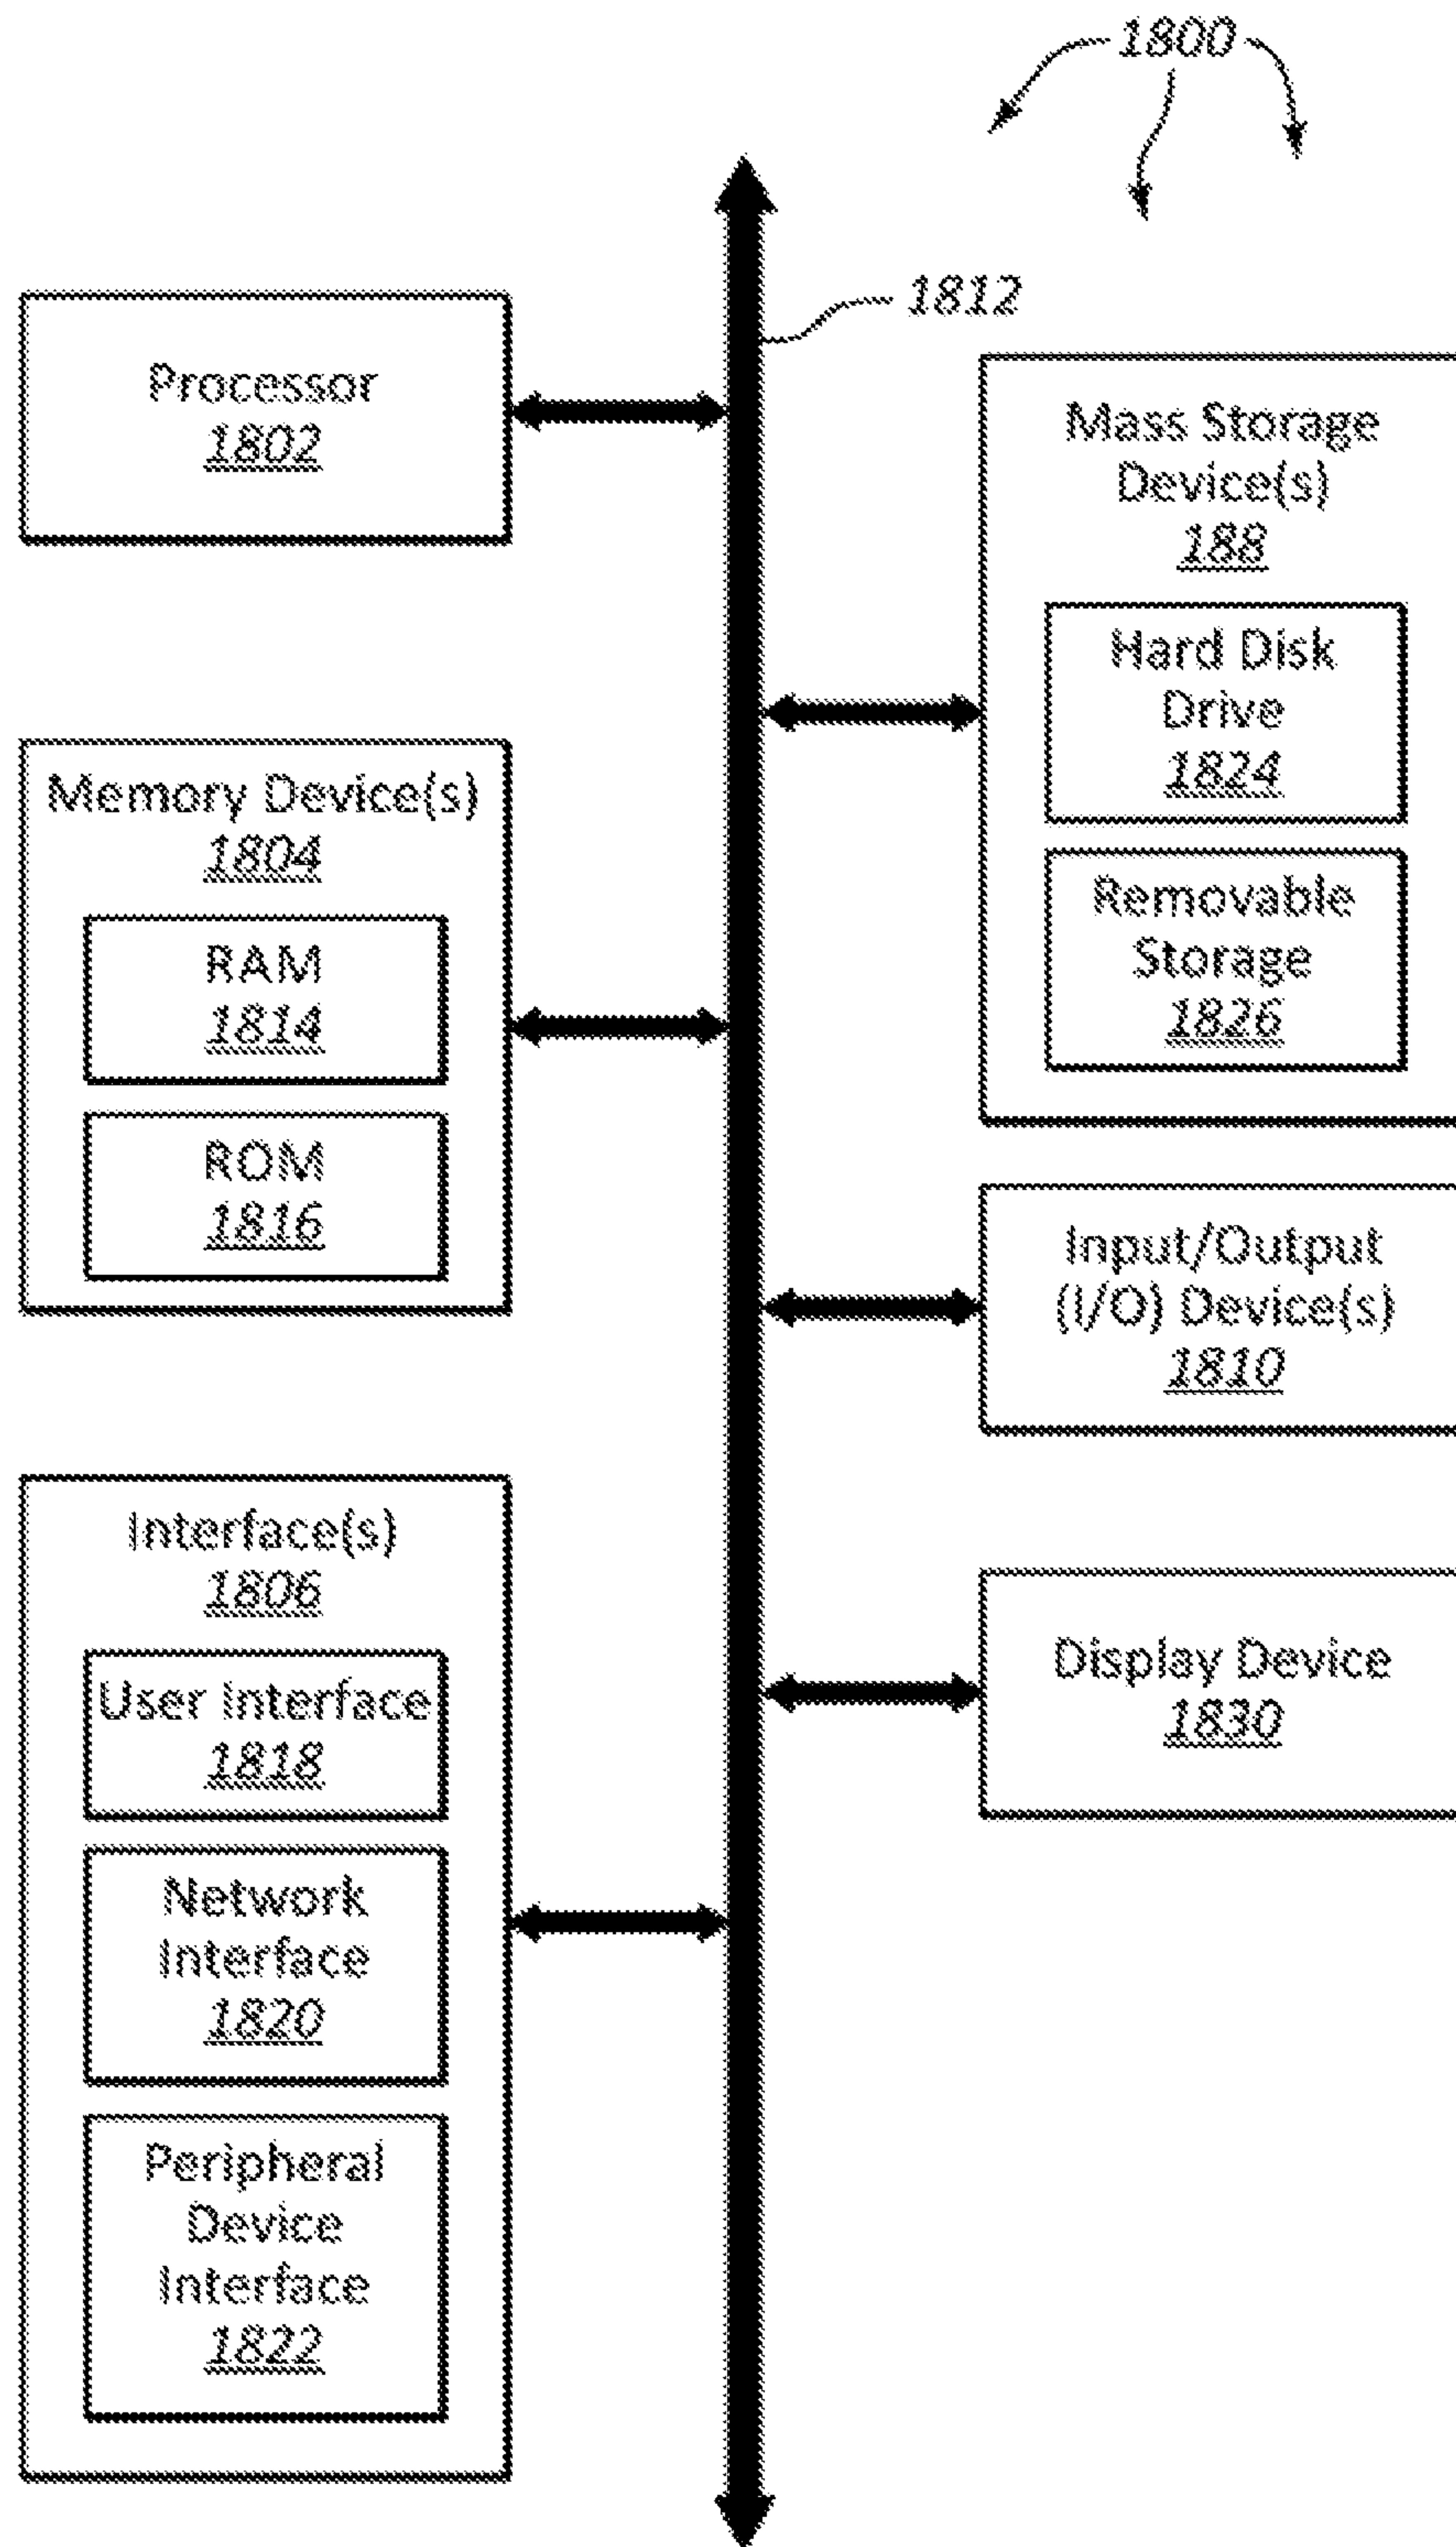 1800
1812
Processor
1802
Memory Device(s)
1804
RAM
1814
ROM
1816
Interface(s)
1806
User Interface
1818
Network
Interface
1820
Peripheral
Device
Interface
1822
Mass Storage
Device(s)
188
Hard Disk
Drive
1824
Removable
Storage
1826
Input/Output
(I/O) Device(s)
1810
Display Device
1830